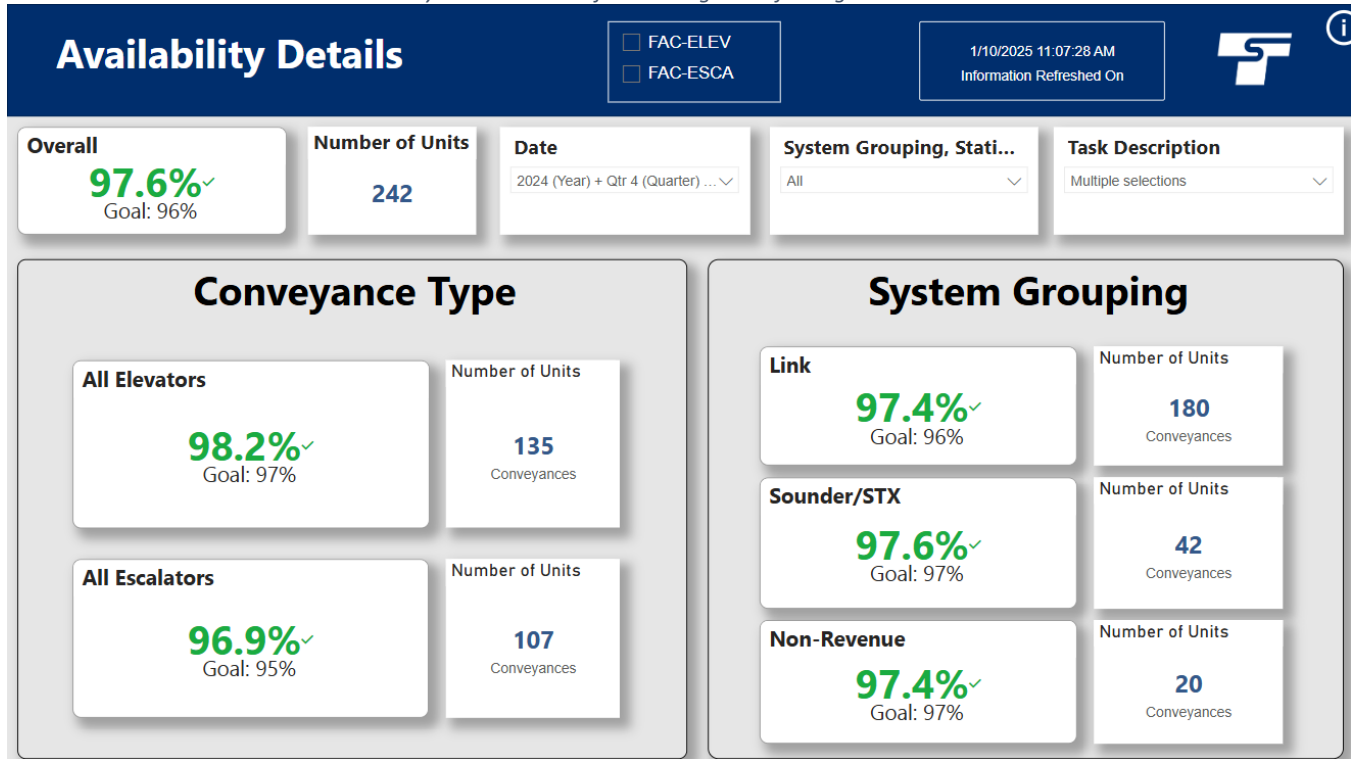 Availability Details
FAC-ELEV
FAC-ESCA
1/10/2025 11:07:28 AM
Information Refreshed On
Overall
97.6%
Goal: 96%
Number of Units
242
Date
2024 (Year) + Qtr 4 (Quarter) ...
System Grouping, Stati...
All
Task Description
Multiple selections
Conveyance Type
All Elevators
98.2%
Goal: 97%
Number of Units
135
Conveyances
All Escalators
96.9%
Goal: 95%
Number of Units
107
Conveyances
System Grouping
Link
97.4%
Goal: 96%
Number of Units
180
Conveyances
Sounder/STX
97.6%
Goal: 97%
Number of Units
42
Conveyances
Non-Revenue
97.4%
Goal: 97%
Number of Units
20
Conveyances